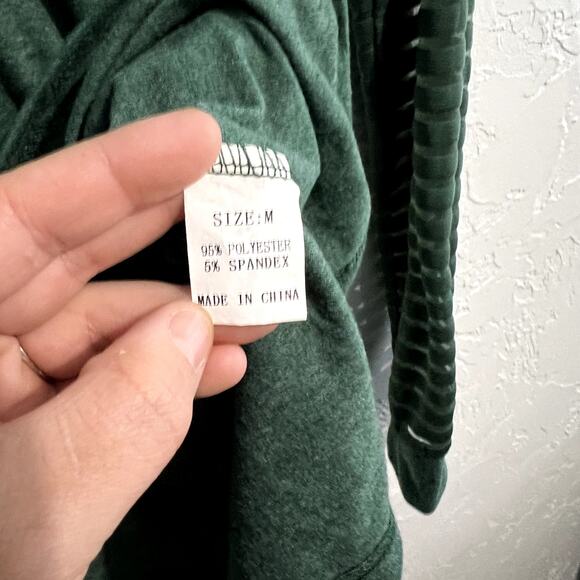 SIZE:M
95% POLYESTER
5% SPANDEX
MADE IN CHINA